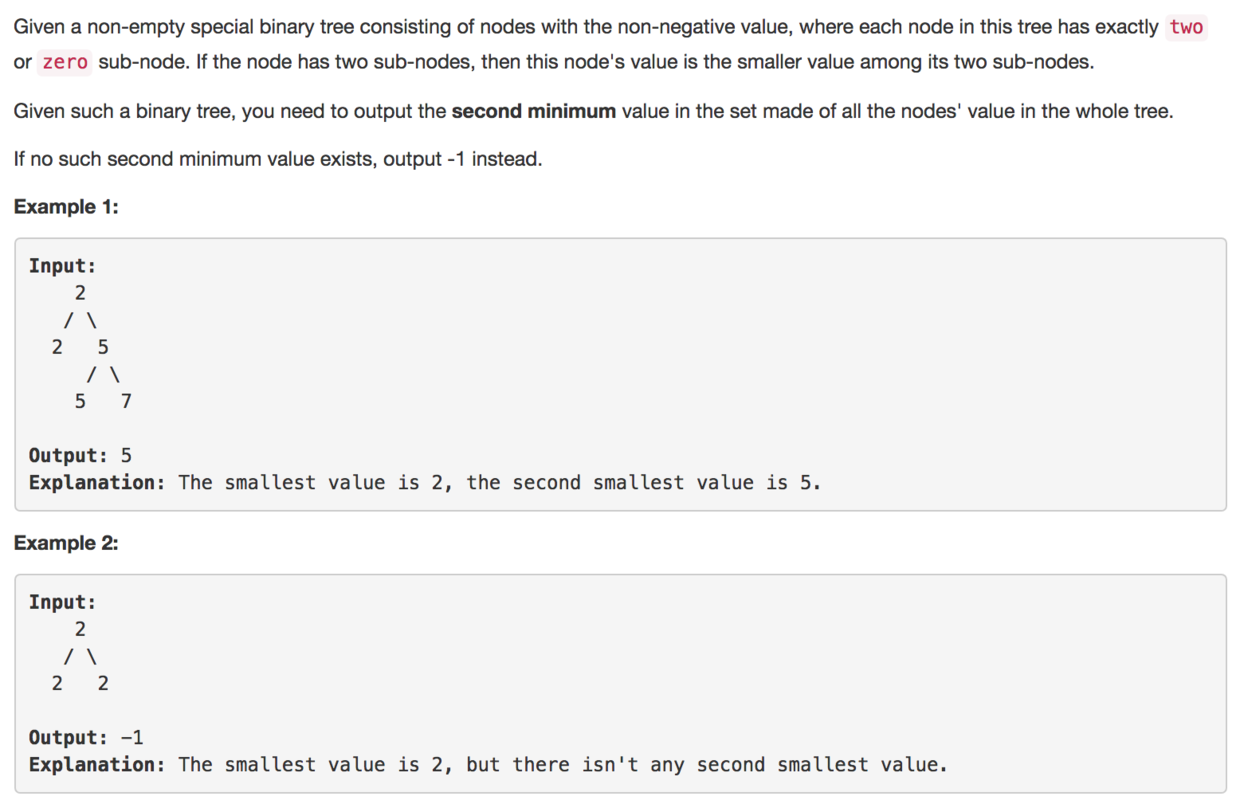 Given a non-empty special binary tree consisting of nodes with the non-negative value, where each node in this tree has exactly two
or zero sub-node. If the node has two sub-nodes, then this node's value is the smaller value among its two sub-nodes.
Given such a binary tree, you need to output the second minimum value in the set made of all the nodes' value in the whole tree.
If no such second minimum value exists, output -1 instead.
Example 1:
Input:
    2
   / \
  2   5
     / \
    5   7
Output: 5
Explanation: The smallest value is 2, the second smallest value is 5.
Example 2:
Input:
    2
   / \
  2   2
Output: -1
Explanation: The smallest value is 2, but there isn't any second smallest value.